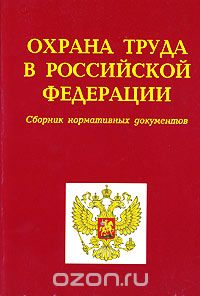 ОХРАНА ТРУДА
В РОССИЙСКОЙ
ФЕДЕРАЦИИ
Сборник нормативных документов
ozon.ru